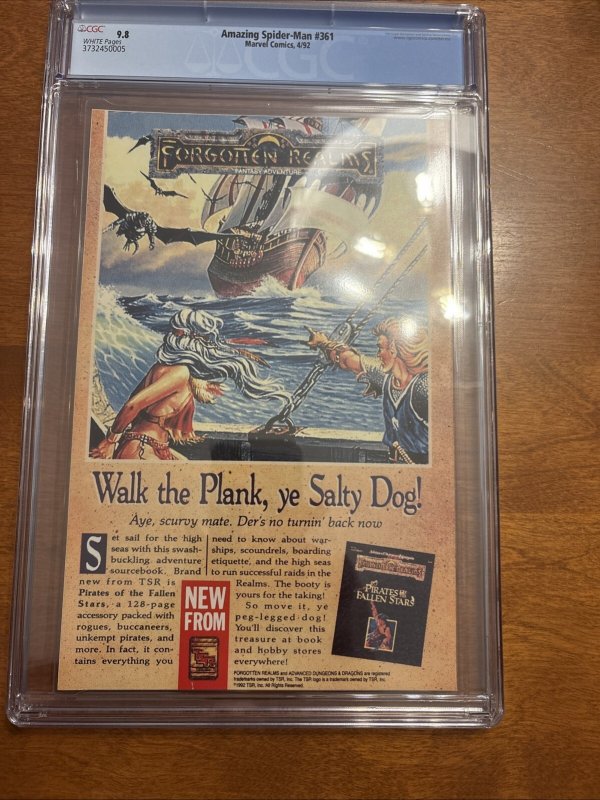 CGC 9.8
WHITE Pages
3732450005
Amazing Spider-Man #361
Marvel Comics, 4/92
CGC
FORGOTTEN REALMS
FANTASY ADVENTURE
Walk the Plank, ye Salty Dog!
Aye, scurvy mate. Der's no turnin' back now
Set sail for the high
seas with this swash-
buckling adventure
sourcebook. Brand
new from TSR is
Pirates of the Fallen
Stars, a 128-page
accessory packed with
rogues, buccaneers,
unkempt pirates, and
more. In fact, it con-
tains everything you
need to know about war-
ships, scoundrels, boarding
etiquette, and the high seas
to run successful raids in the
Realms. The booty is
yours for the taking!
So move it, ye
peg-legged dog!
You'll discover this
treasure at book
and hobby stores
everywhere!
NEW
FROM
FORGOTTEN REALMS
PIRATES OF
FALLEN STARS
FORGOTTEN REALMS and ADVANCED DUNGEONS & DRAGONS are registered
trademarks owned by TSR, Inc. The TSR logo is a trademark owned by TSR, Inc.
©1992 TSR, Inc. All Rights Reserved.